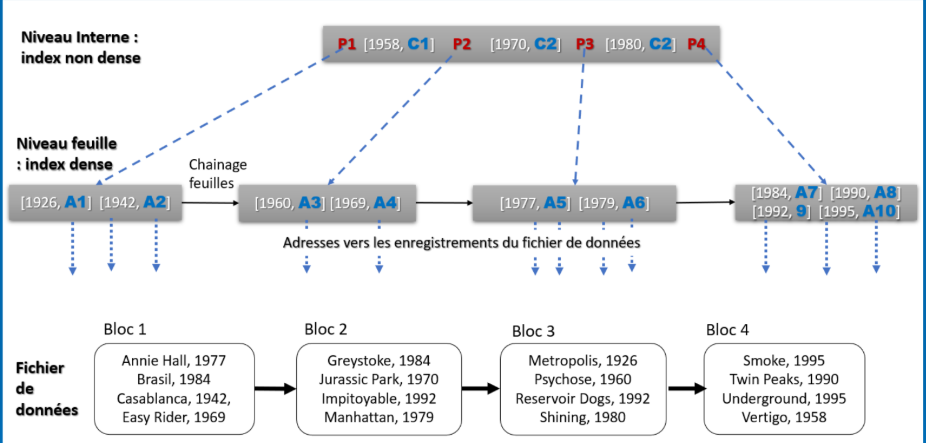 Niveau Interne :
index non dense
P1 [1958, C1] P2 [1970, C2] P3 [1980, C2] P4
Niveau feuille
: index dense
Chainage
feuilles
[1926, A1] [1942, A2]
[1960, A3] [1969, A4]
[1977, A5] [1979, A6]
[1984, A7] [1990, A8]
[1992, 9] [1995, A10]
Adresses vers les enregistrements du fichier de données
Fichier
de
données
Bloc 1
Annie Hall, 1977
Brasil, 1984
Casablanca, 1942,
Easy Rider, 1969
Bloc 2
Greystoke, 1984
Jurassic Park, 1970
Impitoyable, 1992
Manhattan, 1979
Bloc 3
Metropolis, 1926
Psychose, 1960
Reservoir Dogs, 1992
Shining, 1980
Bloc 4
Smoke, 1995
Twin Peaks, 1990
Underground, 1995
Vertigo, 1958